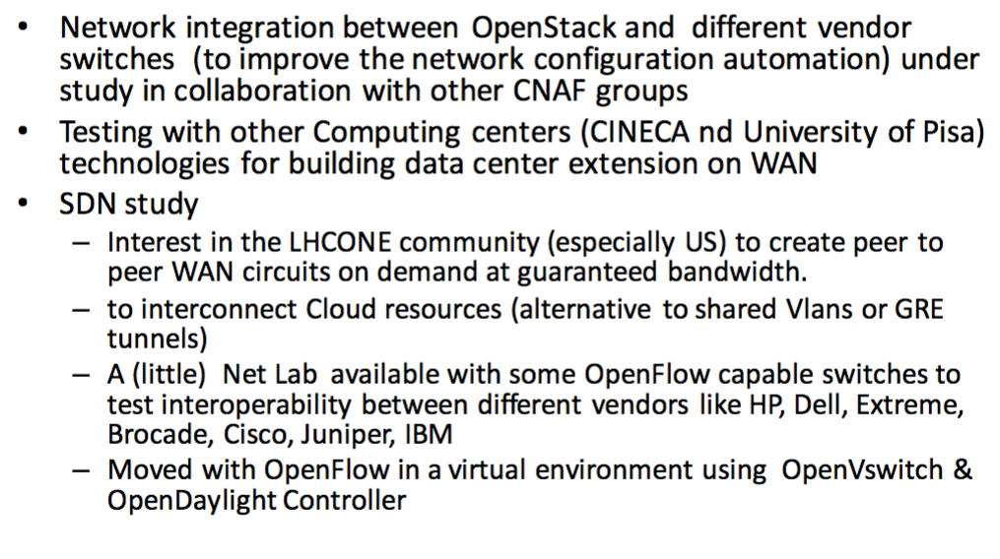 • Network integration between OpenStack and different vendor
switches (to improve the network configuration automation) under
study in collaboration with other CNAF groups
• Testing with other Computing centers (CINECA nd University of Pisa)
technologies for building data center extension on WAN
• SDN study
– Interest in the LHCONE community (especially US) to create peer to
peer WAN circuits on demand at guaranteed bandwidth.
– to interconnect Cloud resources (alternative to shared Vlans or GRE
tunnels)
– A (little) Net Lab available with some OpenFlow capable switches to
test interoperability between different vendors like HP, Dell, Extreme,
Brocade, Cisco, Juniper, IBM
– Moved with OpenFlow in a virtual environment using OpenVswitch &
OpenDaylight Controller